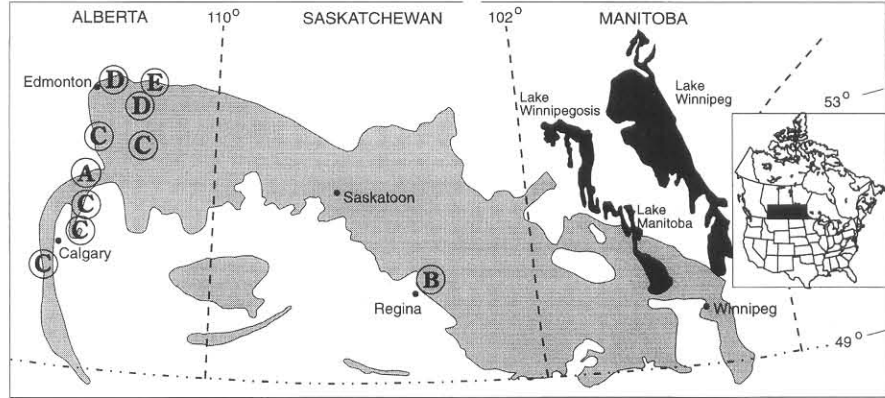 ALBERTA 110° SASKATCHEWAN 102° MANITOBA
Edmonton D E
D
Lake
Winnipeg
53°
Lake
Winnipegosis
C C
A
Saskatoon
C
Lake
Manitoba
C
Calgary
C
B
Regina
Winnipeg
49°